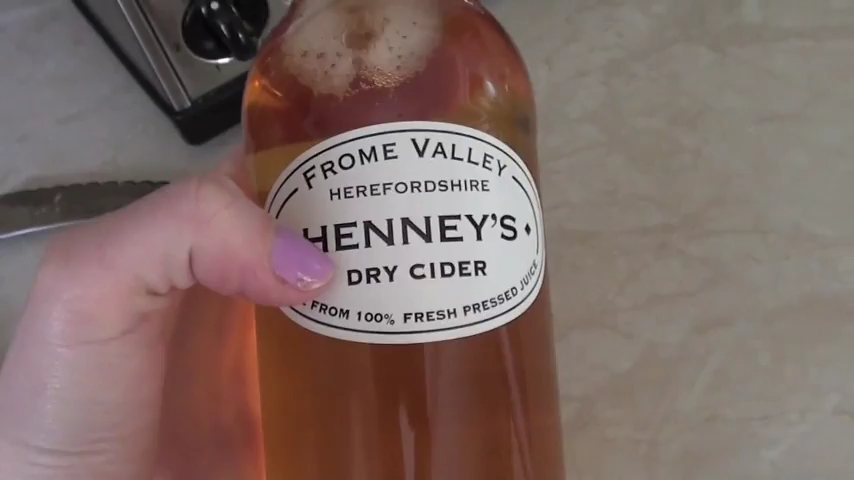 FROME VALLEY
HEREFORDSHIRE
HENNEY'S
DRY CIDER
FROM 100% FRESH PRESSED JUICE